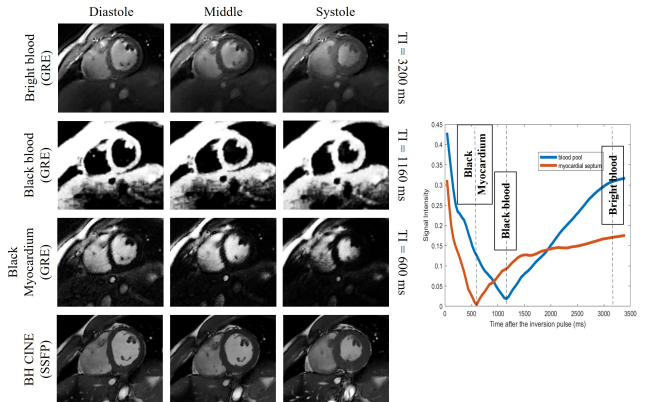 Diastole Middle Systole
Bright blood
(GRE)
TI = 3200 ms
Black blood
(GRE)
TI = 1160 ms
Black
Myocardium
(GRE)
TI = 600 ms
BH CINE
(SSFP)
0.45
0.4
0.35
0.3
0.25
0.2
0.15
0.1
0.05
0
Signal Intensity
Black
Myocardium
Black blood
blood pool
myocardial septum
Bright blood
0 500 1000 1500 2000 2500 3000 3500
Time after the inversion pulse (ms)